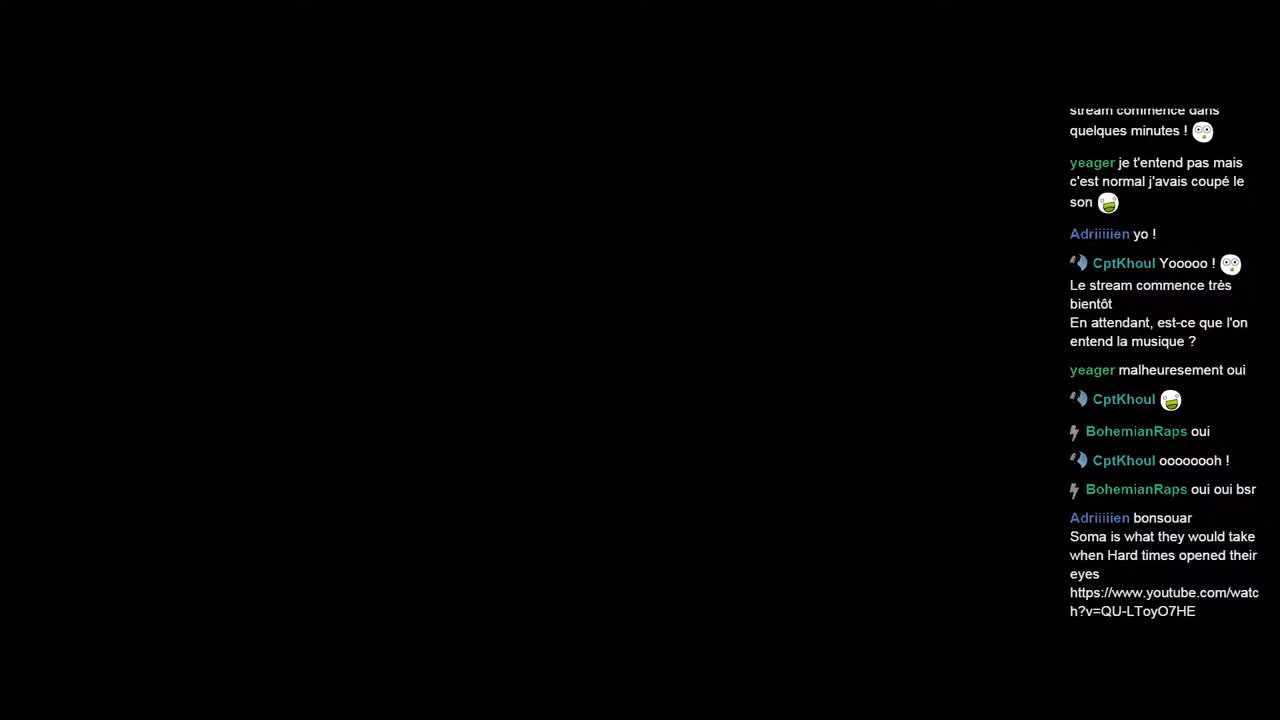 stream commence dans
quelques minutes !
yeager je t'entend pas mais
c'est normal j'avais coupé le
son
Adriiiiien yo !
CptKhoul Yooooo !
Le stream commence très
bientôt
En attendant, est-ce que l'on
entend la musique ?
yeager malheuresement oui
CptKhoul
BohemianRaps oui
CptKhoul oooooooh !
BohemianRaps oui oui bsr
Adriiiiien bonsouar
Soma is what they would take
when Hard times opened their
eyes
https://www.youtube.com/watc
h?v=QU-LToyO7HE